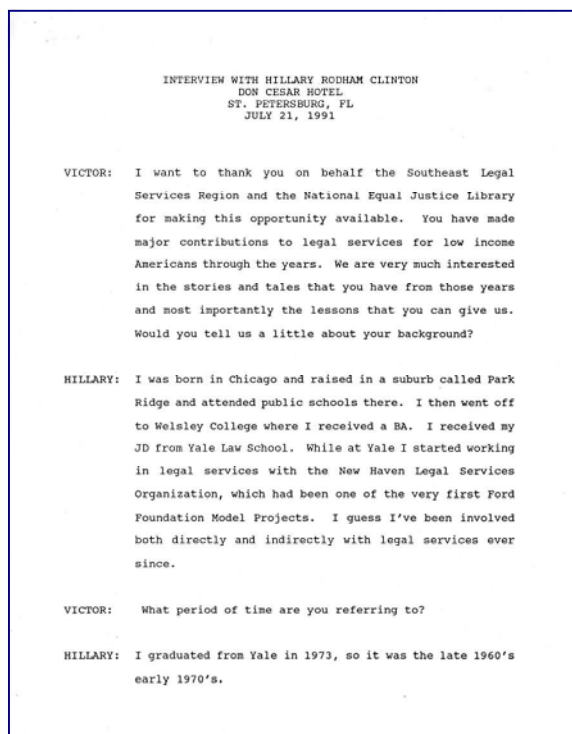 INTERVIEW WITH HILLARY RODHAM CLINTON
DON CESAR HOTEL
ST. PETERSBURG, FL
JULY 21, 1991
VICTOR: I want to thank you on behalf the Southeast Legal
Services Region and the National Equal Justice Library
for making this opportunity available. You have made
major contributions to legal services for low income
Americans through the years. We are very much interested
in the stories and tales that you have from those years
and most importantly the lessons that you can give us.
Would you tell us a little about your background?
HILLARY: I was born in Chicago and raised in a suburb called Park
Ridge and attended public schools there. I then went off
to Welsley College where I received a BA. I received my
JD from Yale Law School. While at Yale I started working
in legal services with the New Haven Legal Services
Organization, which had been one of the very first Ford
Foundation Model Projects. I guess I've been involved
both directly and indirectly with legal services ever
since.
VICTOR: What period of time are you referring to?
HILLARY: I graduated from Yale in 1973, so it was the late 1960's
early 1970's.